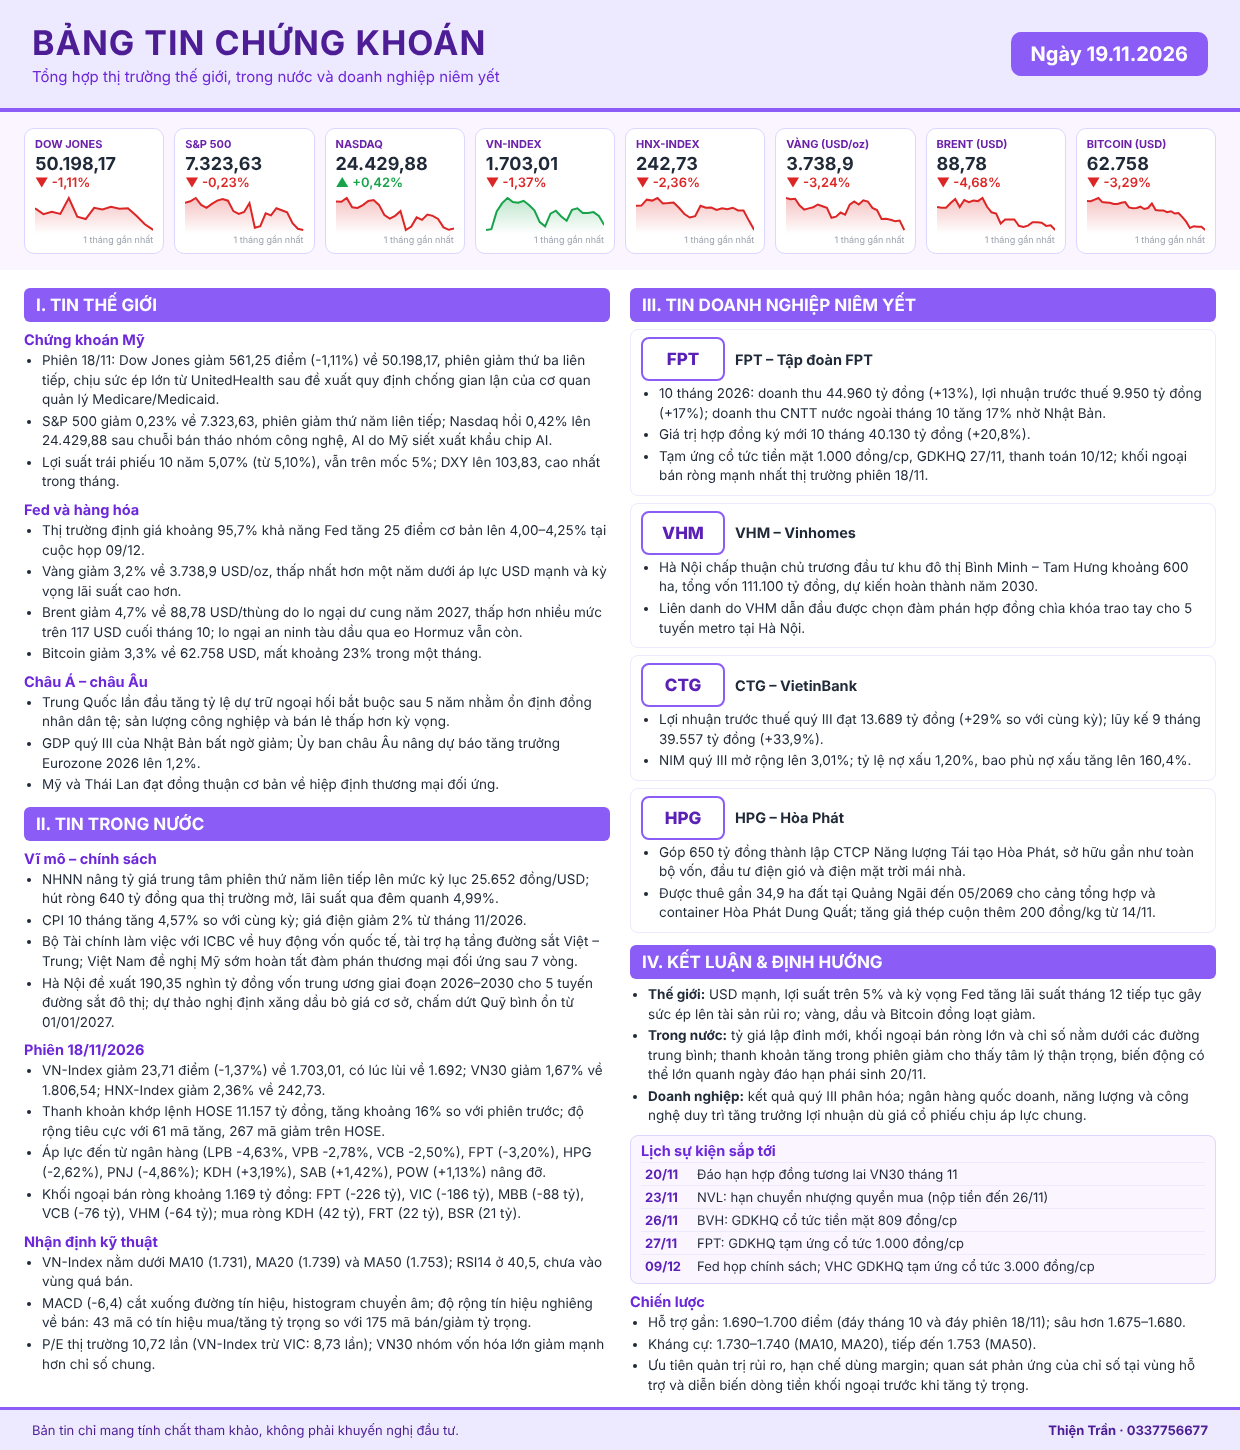 BẢNG TIN CHỨNG KHOÁN
Tổng hợp thị trường thế giới, trong nước và doanh nghiệp niêm yết
Ngày 19.11.2026
DOW JONES
50.198,17
▼ -1,11%
1 tháng gần nhất
S&P 500
7.323,63
▼ -0,23%
1 tháng gần nhất
NASDAQ
24.429,88
▲ +0,42%
1 tháng gần nhất
VN-INDEX
1.703,01
▼ -1,37%
1 tháng gần nhất
HNX-INDEX
242,73
▼ -2,36%
1 tháng gần nhất
VÀNG (USD/oz)
3.738,9
▼ -3,24%
1 tháng gần nhất
BRENT (USD)
88,78
▼ -4,68%
1 tháng gần nhất
BITCOIN (USD)
62.758
▼ -3,29%
1 tháng gần nhất
I. TIN THẾ GIỚI
Chứng khoán Mỹ
• Phiên 18/11: Dow Jones giảm 561,25 điểm (-1,11%) về 50.198,17, phiên giảm thứ ba liên
tiếp, chịu sức ép lớn từ UnitedHealth sau đề xuất quy định chống gian lận của cơ quan
quản lý Medicare/Medicaid.
• S&P 500 giảm 0,23% về 7.323,63, phiên giảm thứ năm liên tiếp; Nasdaq hồi 0,42% lên
24.429,88 sau chuỗi bán tháo nhóm công nghệ, AI do Mỹ siết xuất khẩu chip AI.
• Lợi suất trái phiếu 10 năm 5,07% (từ 5,10%), vẫn trên mốc 5%; DXY lên 103,83, cao nhất
trong tháng.
Fed và hàng hóa
• Thị trường định giá khoảng 95,7% khả năng Fed tăng 25 điểm cơ bản lên 4,00–4,25% tại
cuộc họp 09/12.
• Vàng giảm 3,2% về 3.738,9 USD/oz, thấp nhất hơn một năm dưới áp lực USD mạnh và kỳ
vọng lãi suất cao hơn.
• Brent giảm 4,7% về 88,78 USD/thùng do lo ngại dư cung năm 2027, thấp hơn nhiều mức
trên 117 USD cuối tháng 10; lo ngại an ninh tàu dầu qua eo Hormuz vẫn còn.
• Bitcoin giảm 3,3% về 62.758 USD, mất khoảng 23% trong một tháng.
Châu Á – châu Âu
• Trung Quốc lần đầu tăng tỷ lệ dự trữ ngoại hối bắt buộc sau 5 năm nhằm ổn định đồng
nhân dân tệ; sản lượng công nghiệp và bán lẻ thấp hơn kỳ vọng.
• GDP quý III của Nhật Bản bất ngờ giảm; Ủy ban châu Âu nâng dự báo tăng trưởng
Eurozone 2026 lên 1,2%.
• Mỹ và Thái Lan đạt đồng thuận cơ bản về hiệp định thương mại đối ứng.
II. TIN TRONG NƯỚC
Vĩ mô – chính sách
• NHNN nâng tỷ giá trung tâm phiên thứ năm liên tiếp lên mức kỷ lục 25.652 đồng/USD;
hút ròng 640 tỷ đồng qua thị trường mở, lãi suất qua đêm quanh 4,99%.
• CPI 10 tháng tăng 4,57% so với cùng kỳ; giá điện giảm 2% từ tháng 11/2026.
• Bộ Tài chính làm việc với ICBC về huy động vốn quốc tế, tài trợ hạ tầng đường sắt Việt –
Trung; Việt Nam đề nghị Mỹ sớm hoàn tất đàm phán thương mại đối ứng sau 7 vòng.
• Hà Nội đề xuất 190,35 nghìn tỷ đồng vốn trung ương giai đoạn 2026–2030 cho 5 tuyến
đường sắt đô thị; dự thảo nghị định xăng dầu bỏ giá cơ sở, chấm dứt Quỹ bình ổn từ
01/01/2027.
Phiên 18/11/2026
• VN-Index giảm 23,71 điểm (-1,37%) về 1.703,01, có lúc lùi về 1.692; VN30 giảm 1,67% về
1.806,54; HNX-Index giảm 2,36% về 242,73.
• Thanh khoản khớp lệnh HOSE 11.157 tỷ đồng, tăng khoảng 16% so với phiên trước; độ
rộng tiêu cực với 61 mã tăng, 267 mã giảm trên HOSE.
• Áp lực đến từ ngân hàng (LPB -4,63%, VPB -2,78%, VCB -2,50%), FPT (-3,20%), HPG
(-2,62%), PNJ (-4,86%); KDH (+3,19%), SAB (+1,42%), POW (+1,13%) nâng đỡ.
• Khối ngoại bán ròng khoảng 1.169 tỷ đồng: FPT (-226 tỷ), VIC (-186 tỷ), MBB (-88 tỷ),
VCB (-76 tỷ), VHM (-64 tỷ); mua ròng KDH (42 tỷ), FRT (22 tỷ), BSR (21 tỷ).
Nhận định kỹ thuật
• VN-Index nằm dưới MA10 (1.731), MA20 (1.739) và MA50 (1.753); RSI14 ở 40,5, chưa vào
vùng quá bán.
• MACD (-6,4) cắt xuống đường tín hiệu, histogram chuyển âm; độ rộng tín hiệu nghiêng
về bán: 43 mã có tín hiệu mua/tăng tỷ trọng so với 175 mã bán/giảm tỷ trọng.
• P/E thị trường 10,72 lần (VN-Index trừ VIC: 8,73 lần); VN30 nhóm vốn hóa lớn giảm mạnh
hơn chỉ số chung.
III. TIN DOANH NGHIỆP NIÊM YẾT
FPT
FPT – Tập đoàn FPT
• 10 tháng 2026: doanh thu 44.960 tỷ đồng (+13%), lợi nhuận trước thuế 9.950 tỷ đồng
(+17%); doanh thu CNTT nước ngoài tháng 10 tăng 17% nhờ Nhật Bản.
• Giá trị hợp đồng ký mới 10 tháng 40.130 tỷ đồng (+20,8%).
• Tạm ứng cổ tức tiền mặt 1.000 đồng/cp, GDKHQ 27/11, thanh toán 10/12; khối ngoại
bán ròng mạnh nhất thị trường phiên 18/11.
VHM
VHM – Vinhomes
• Hà Nội chấp thuận chủ trương đầu tư khu đô thị Bình Minh – Tam Hưng khoảng 600
ha, tổng vốn 111.100 tỷ đồng, dự kiến hoàn thành năm 2030.
• Liên danh do VHM dẫn đầu được chọn đàm phán hợp đồng chìa khóa trao tay cho 5
tuyến metro tại Hà Nội.
CTG
CTG – VietinBank
• Lợi nhuận trước thuế quý III đạt 13.689 tỷ đồng (+29% so với cùng kỳ); lũy kế 9 tháng
39.557 tỷ đồng (+33,9%).
• NIM quý III mở rộng lên 3,01%; tỷ lệ nợ xấu 1,20%, bao phủ nợ xấu tăng lên 160,4%.
HPG
HPG – Hòa Phát
• Góp 650 tỷ đồng thành lập CTCP Năng lượng Tái tạo Hòa Phát, sở hữu gần như toàn
bộ vốn, đầu tư điện gió và điện mặt trời mái nhà.
• Được thuê gần 34,9 ha đất tại Quảng Ngãi đến 05/2069 cho cảng tổng hợp và
container Hòa Phát Dung Quất; tăng giá thép cuộn thêm 200 đồng/kg từ 14/11.
IV. KẾT LUẬN & ĐỊNH HƯỚNG
• Thế giới: USD mạnh, lợi suất trên 5% và kỳ vọng Fed tăng lãi suất tháng 12 tiếp tục gây
sức ép lên tài sản rủi ro; vàng, dầu và Bitcoin đồng loạt giảm.
• Trong nước: tỷ giá lập đỉnh mới, khối ngoại bán ròng lớn và chỉ số nằm dưới các đường
trung bình; thanh khoản tăng trong phiên giảm cho thấy tâm lý thận trọng, biến động có
thể lớn quanh ngày đáo hạn phái sinh 20/11.
• Doanh nghiệp: kết quả quý III phân hóa; ngân hàng quốc doanh, năng lượng và công
nghệ duy trì tăng trưởng lợi nhuận dù giá cổ phiếu chịu áp lực chung.
Lịch sự kiện sắp tới
20/11 Đáo hạn hợp đồng tương lai VN30 tháng 11
23/11 NVL: hạn chuyển nhượng quyền mua (nộp tiền đến 26/11)
26/11 BVH: GDKHQ cổ tức tiền mặt 809 đồng/cp
27/11 FPT: GDKHQ tạm ứng cổ tức 1.000 đồng/cp
09/12 Fed họp chính sách; VHC GDKHQ tạm ứng cổ tức 3.000 đồng/cp
Chiến lược
• Hỗ trợ gần: 1.690–1.700 điểm (đáy tháng 10 và đáy phiên 18/11); sâu hơn 1.675–1.680.
• Kháng cự: 1.730–1.740 (MA10, MA20), tiếp đến 1.753 (MA50).
• Ưu tiên quản trị rủi ro, hạn chế dùng margin; quan sát phản ứng của chỉ số tại vùng hỗ
trợ và diễn biến dòng tiền khối ngoại trước khi tăng tỷ trọng.
Bản tin chỉ mang tính chất tham khảo, không phải khuyến nghị đầu tư.
Thiện Trần · 0337756677